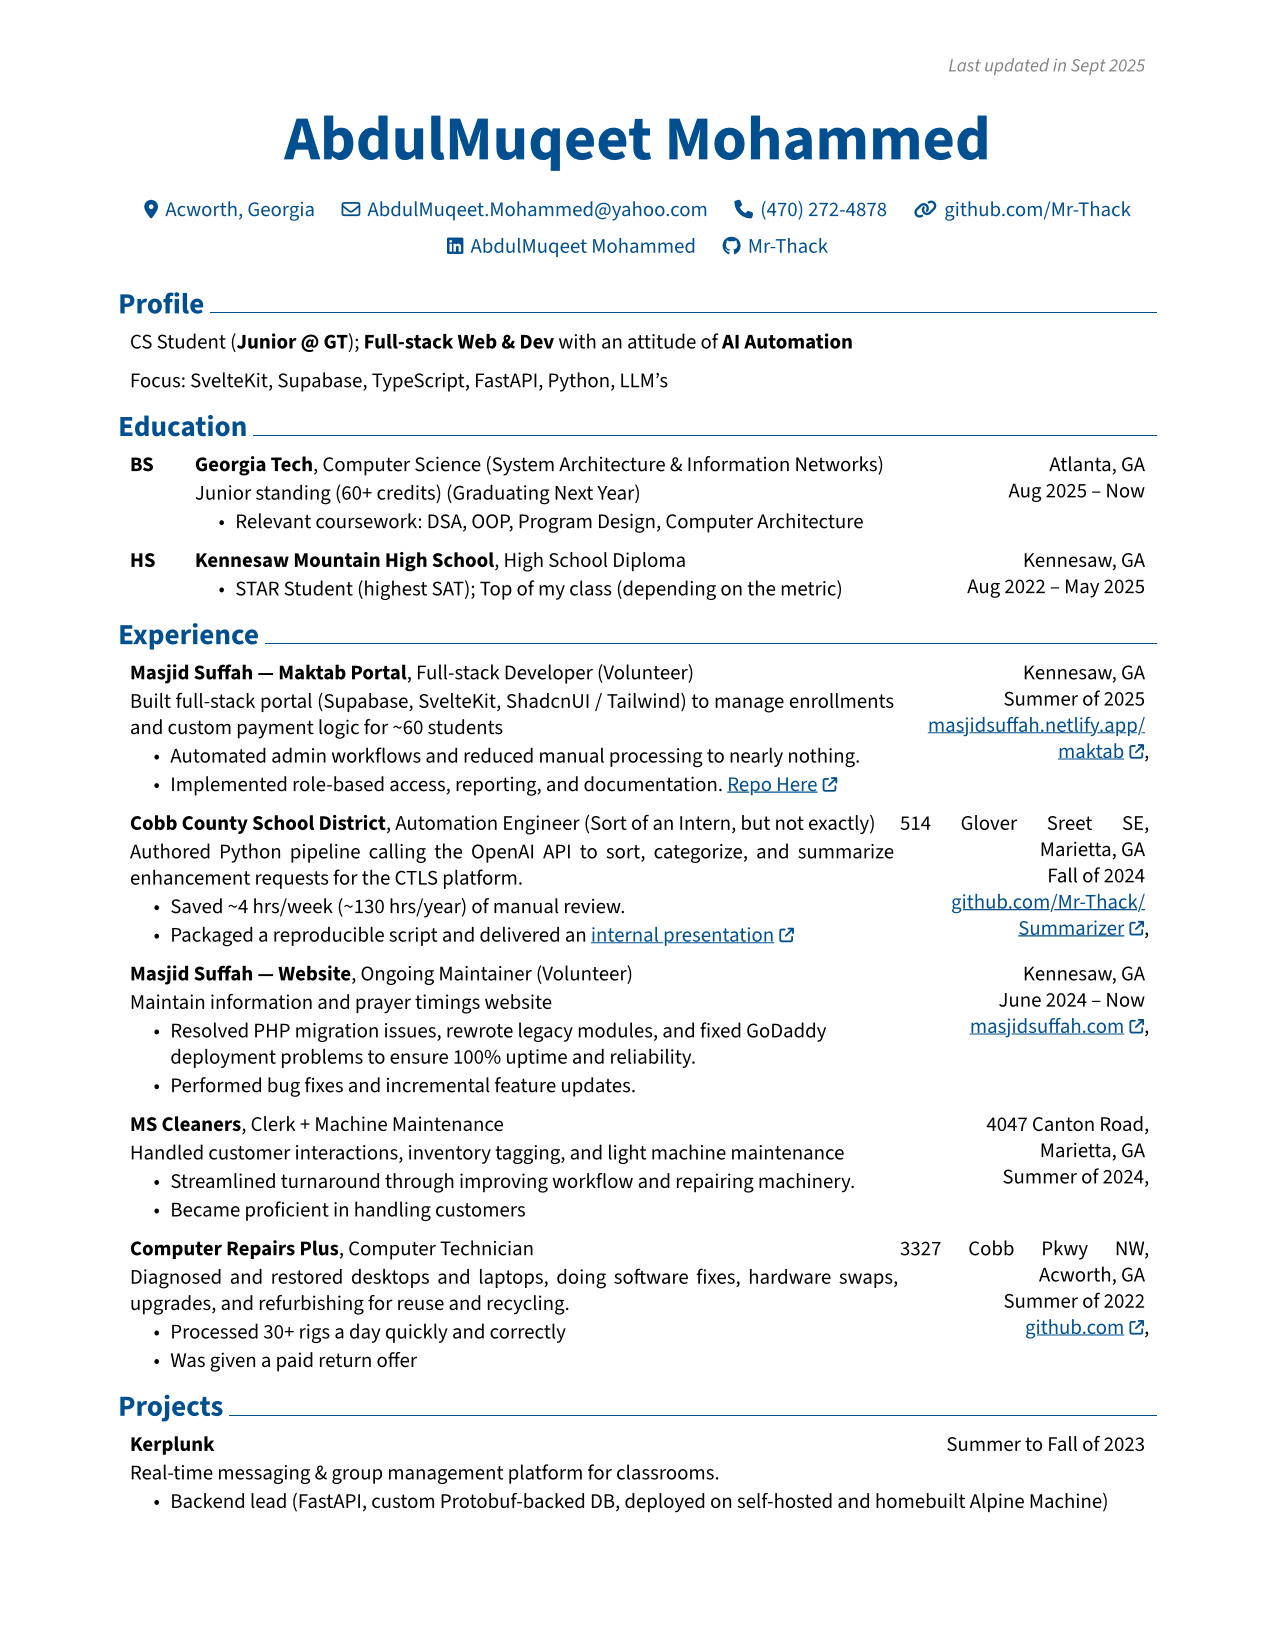 Last updated in Sept 2025
AbdulMuqeet Mohammed
Acworth, Georgia AbdulMuqeet.Mohammed@yahoo.com (470) 272-4878 github.com/Mr-Thack
AbdulMuqeet Mohammed Mr-Thack
Profile
CS Student (Junior @ GT); Full-stack Web & Dev with an attitude of AI Automation
Focus: SvelteKit, Supabase, TypeScript, FastAPI, Python, LLM's
Education
BS Georgia Tech, Computer Science (System Architecture & Information Networks) Atlanta, GA
Junior standing (60+ credits) (Graduating Next Year) Aug 2025 – Now
• Relevant coursework: DSA, OOP, Program Design, Computer Architecture
HS Kennesaw Mountain High School, High School Diploma Kennesaw, GA
• STAR Student (highest SAT); Top of my class (depending on the metric) Aug 2022 – May 2025
Experience
Masjid Suffah — Maktab Portal, Full-stack Developer (Volunteer) Kennesaw, GA
Built full-stack portal (Supabase, SvelteKit, ShadcnUI / Tailwind) to manage enrollments Summer of 2025
and custom payment logic for ~60 students masjidsuffah.netlify.app/
• Automated admin workflows and reduced manual processing to nearly nothing. maktab,
• Implemented role-based access, reporting, and documentation. Repo Here
Cobb County School District, Automation Engineer (Sort of an Intern, but not exactly) 514 Glover Sreet SE,
Authored Python pipeline calling the OpenAI API to sort, categorize, and summarize Marietta, GA
enhancement requests for the CTLS platform. Fall of 2024
• Saved ~4 hrs/week (~130 hrs/year) of manual review. github.com/Mr-Thack/
• Packaged a reproducible script and delivered an internal presentation Summarizer,
Masjid Suffah — Website, Ongoing Maintainer (Volunteer) Kennesaw, GA
Maintain information and prayer timings website June 2024 – Now
• Resolved PHP migration issues, rewrote legacy modules, and fixed GoDaddy masjidsuffah.com,
deployment problems to ensure 100% uptime and reliability.
• Performed bug fixes and incremental feature updates.
MS Cleaners, Clerk + Machine Maintenance 4047 Canton Road,
Handled customer interactions, inventory tagging, and light machine maintenance Marietta, GA
• Streamlined turnaround through improving workflow and repairing machinery. Summer of 2024,
• Became proficient in handling customers
Computer Repairs Plus, Computer Technician 3327 Cobb Pkwy NW,
Diagnosed and restored desktops and laptops, doing software fixes, hardware swaps, Acworth, GA
upgrades, and refurbishing for reuse and recycling. Summer of 2022
• Processed 30+ rigs a day quickly and correctly github.com,
• Was given a paid return offer
Projects
Kerplunk Summer to Fall of 2023
Real-time messaging & group management platform for classrooms.
• Backend lead (FastAPI, custom Protobuf-backed DB, deployed on self-hosted and homebuilt Alpine Machine)